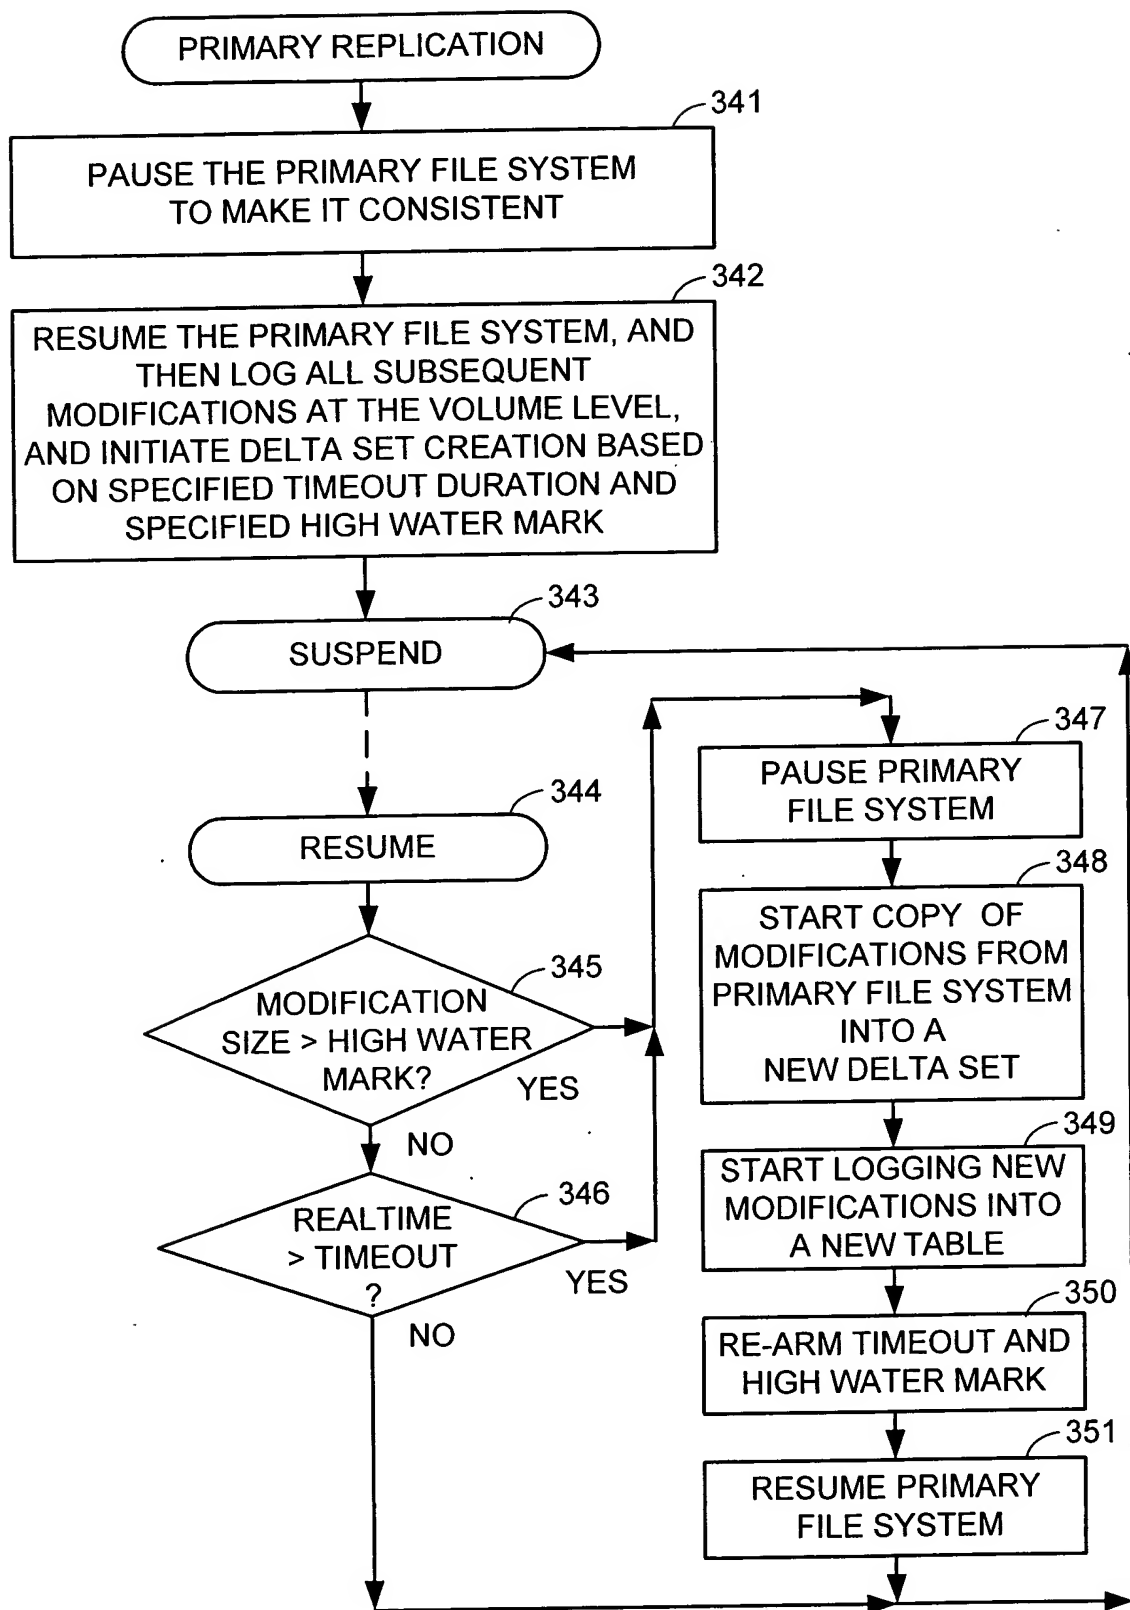 PRIMARY REPLICATION
341
PAUSE THE PRIMARY FILE SYSTEM
TO MAKE IT CONSISTENT
342
RESUME THE PRIMARY FILE SYSTEM, AND
THEN LOG ALL SUBSEQUENT
MODIFICATIONS AT THE VOLUME LEVEL,
AND INITIATE DELTA SET CREATION BASED
ON SPECIFIED TIMEOUT DURATION AND
SPECIFIED HIGH WATER MARK
343
SUSPEND
344
RESUME
345
MODIFICATION
SIZE > HIGH WATER
MARK?
YES
NO
346
REALTIME
> TIMEOUT
?
YES
NO
347
PAUSE PRIMARY
FILE SYSTEM
348
START COPY OF
MODIFICATIONS FROM
PRIMARY FILE SYSTEM
INTO A
NEW DELTA SET
349
START LOGGING NEW
MODIFICATIONS INTO
A NEW TABLE
350
RE-ARM TIMEOUT AND
HIGH WATER MARK
351
RESUME PRIMARY
FILE SYSTEM